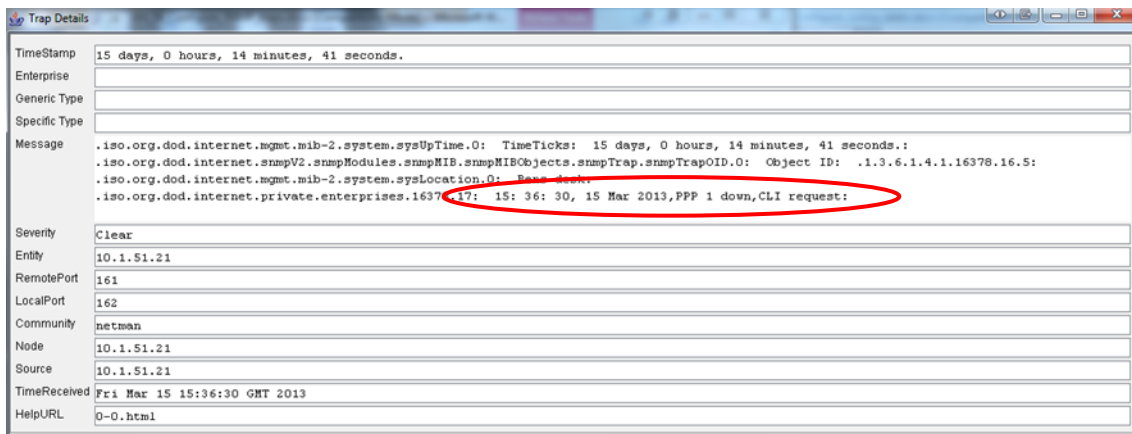 Trap Details
TimeStamp 15 days, 0 hours, 14 minutes, 41 seconds.
Enterprise
Generic Type
Specific Type
Message .iso.org.dod.internet.mgmt.mib-2.system.sysUpTime.0: TimeTicks: 15 days, 0 hours, 14 minutes, 41 seconds.:
.iso.org.dod.internet.snmpV2.snmpModules.snmpMIB.snmpMIBObjects.snmpTrap.snmpTrapOID.0: Object ID: .1.3.6.1.4.1.16378.16.5:
.iso.org.dod.internet.mgmt.mib-2.system.sysLocation.0: desk:
.iso.org.dod.internet.private.enterprises.16378.17: 15: 36: 30, 15 Mar 2013,PPP 1 down,CLI request:
Severity Clear
Entity 10.1.51.21
RemotePort 161
LocalPort 162
Community netman
Node 10.1.51.21
Source 10.1.51.21
TimeReceived Fri Mar 15 15:36:30 GMT 2013
HelpURL 0-0.html